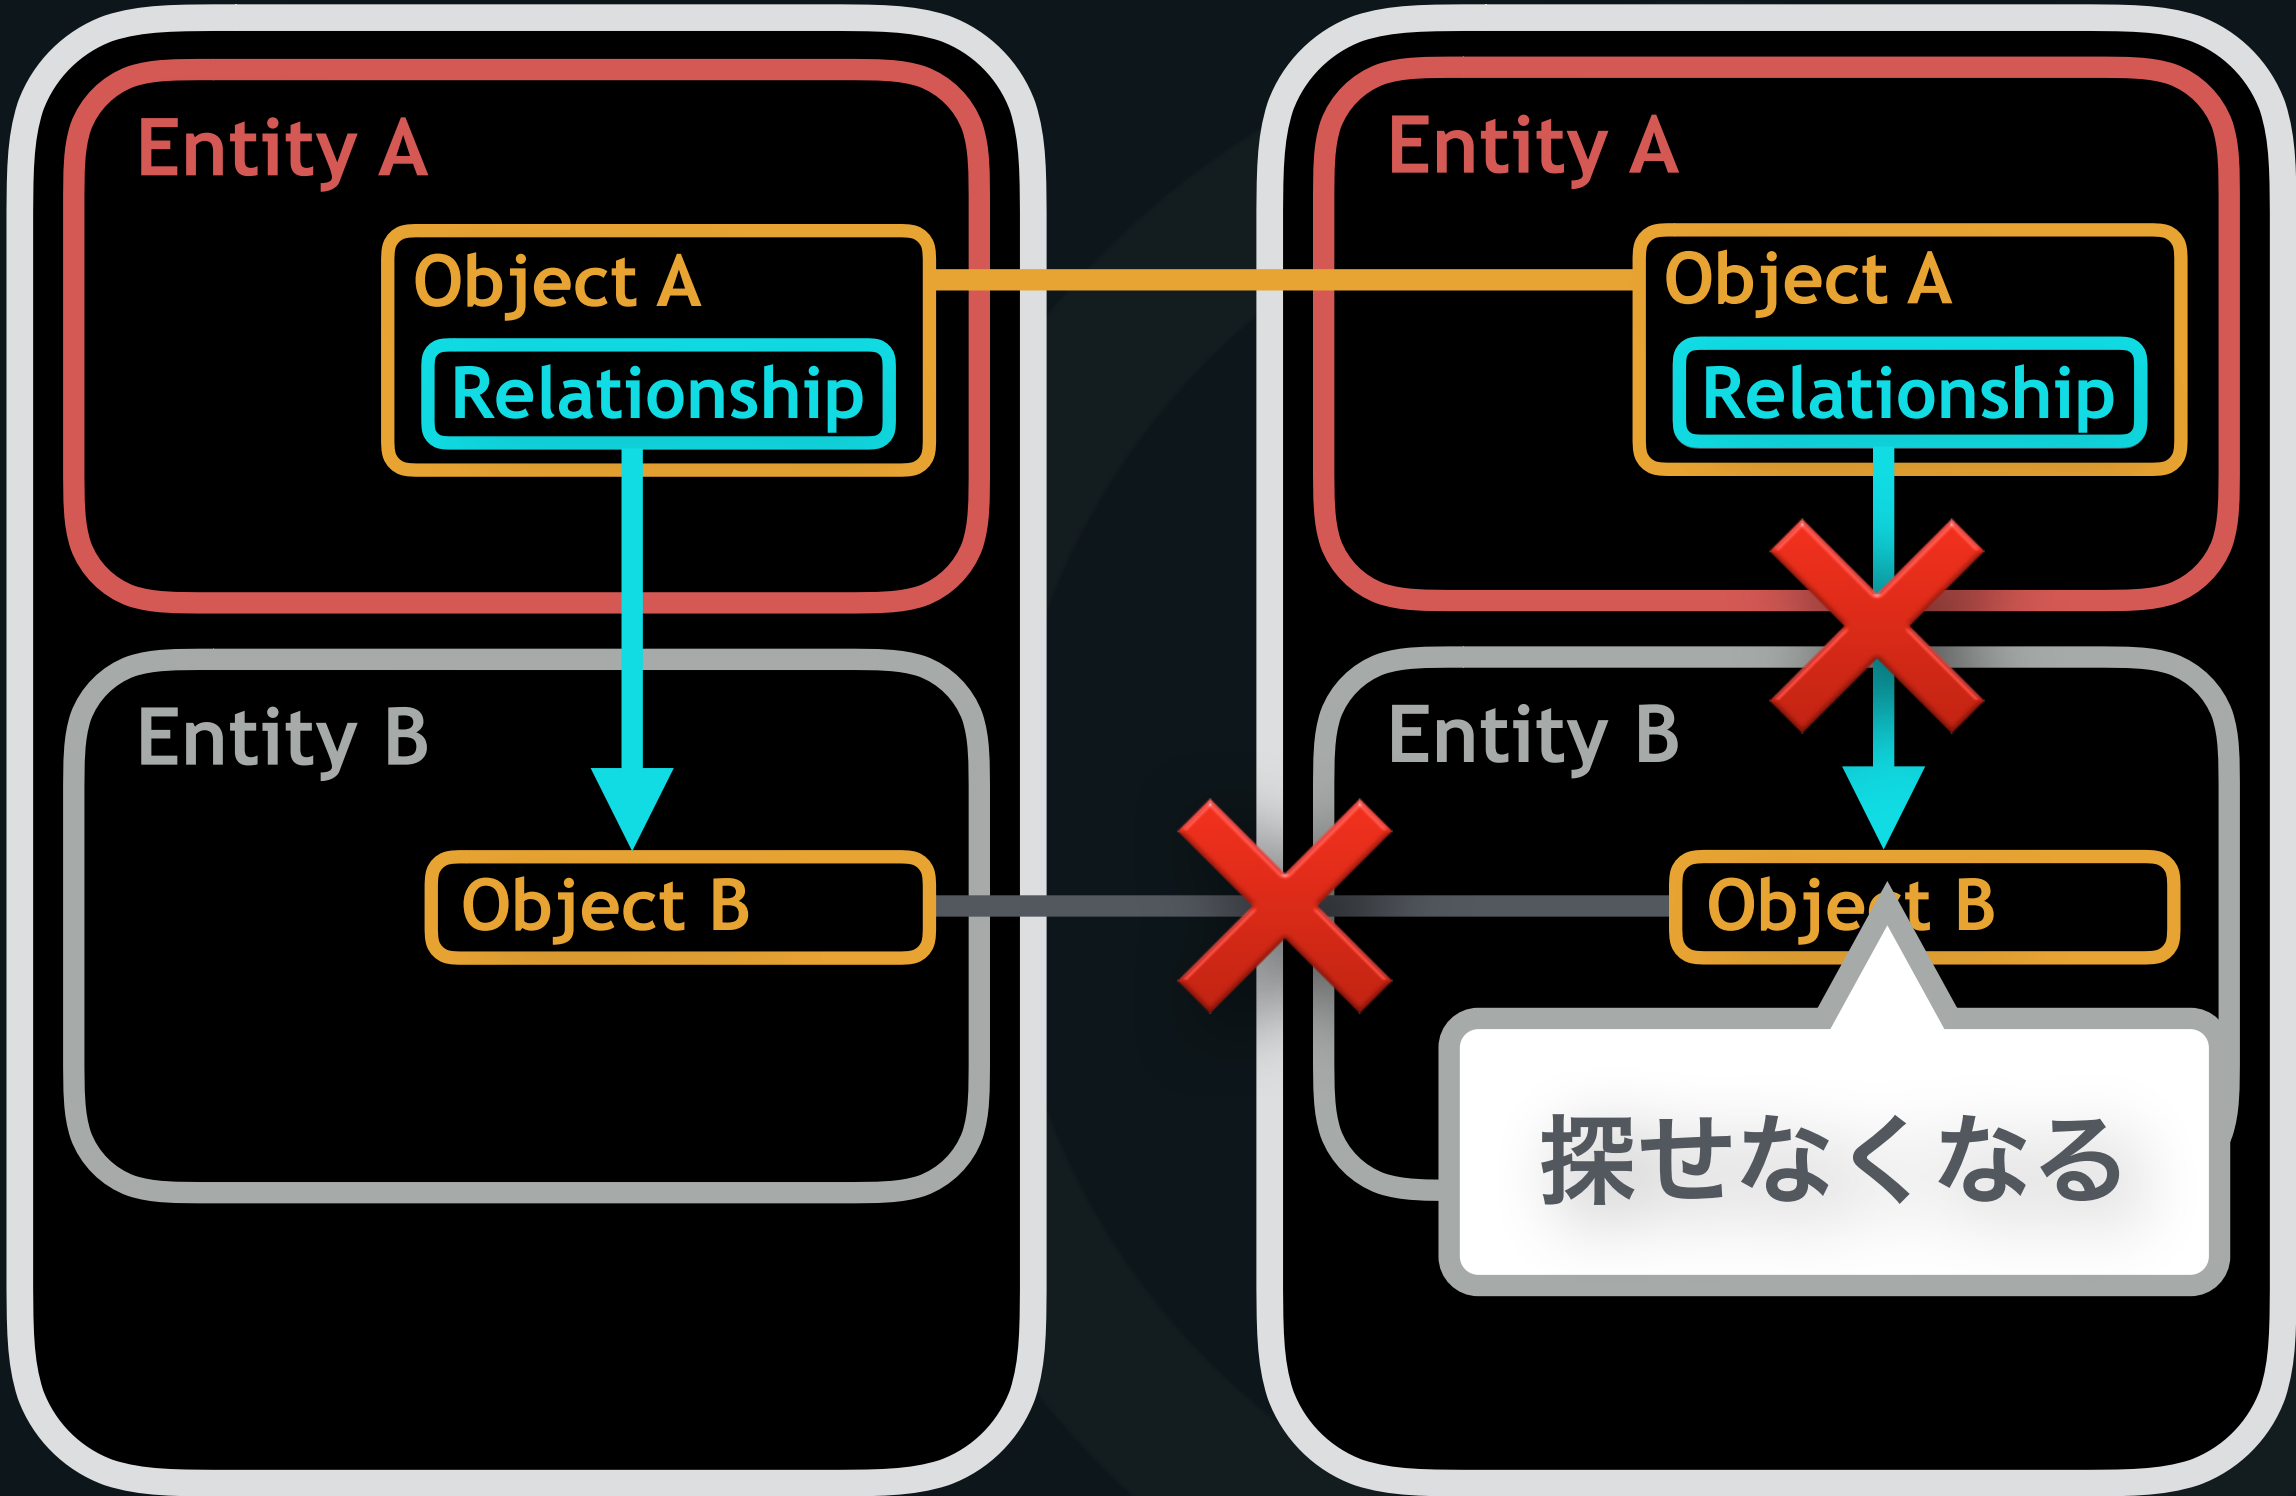 Entity A
Object A
Relationship
Entity B
Object B
Entity A
Object A
Relationship
Entity B
Object B
探せなくなる